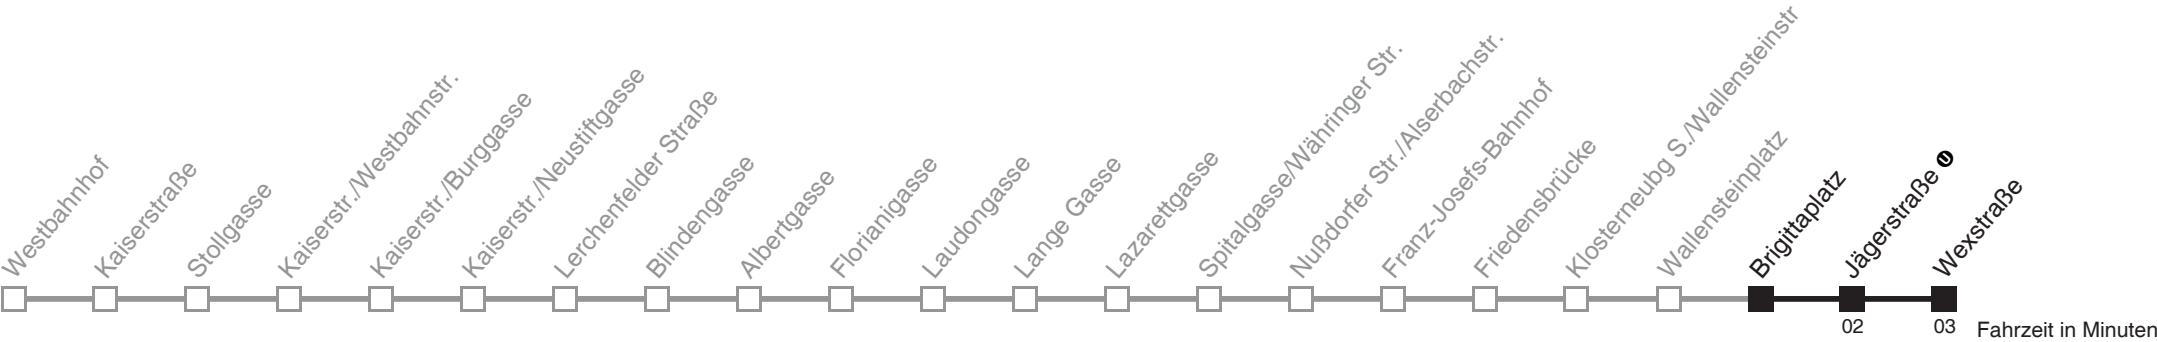 Westbahnhof
Kaiserstraße
Stollgasse
Kaiserstr./Westbahnstr.
Kaiserstr./Burggasse
Kaiserstr./Neustiftgasse
Lerchenfelder Straße
Blindengasse
Albertgasse
Florianigasse
Laudongasse
Lange Gasse
Lazarettgasse
Spitalgasse/Währinger Str.
Nußdorfer Str./Alserbachstr.
Franz-Josefs-Bahnhof
Friedensbrücke
Klosterneubg S./Wallensteinstr
Wallensteinplatz
Brigittaplatz
Jägerstraße U
Wexstraße
02
03
Fahrzeit in Minuten